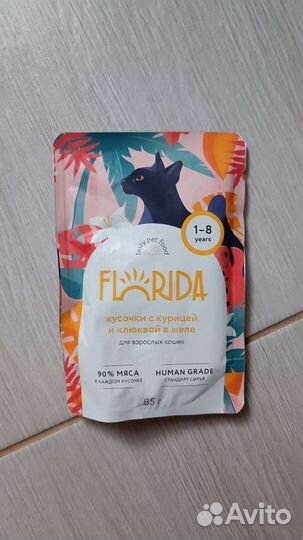 tasty pet food
1-8
years
FLORIDA
кусочки с курицей
и клюквой в желе
для взрослых кошек
90% МЯСА
В КАЖДОМ КУСОЧКЕ
HUMAN GRADE
СТАНДАРТ СЫРЬЯ
85 г
Avito